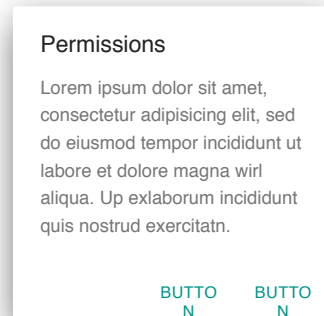 Permissions
Lorem ipsum dolor sit amet,
consectetur adipisicing elit, sed
do eiusmod tempor incididunt ut
labore et dolore magna wirl
aliqua. Up exlaborum incididunt
quis nostrud exercitatn.
BUTTO BUTTO
N N